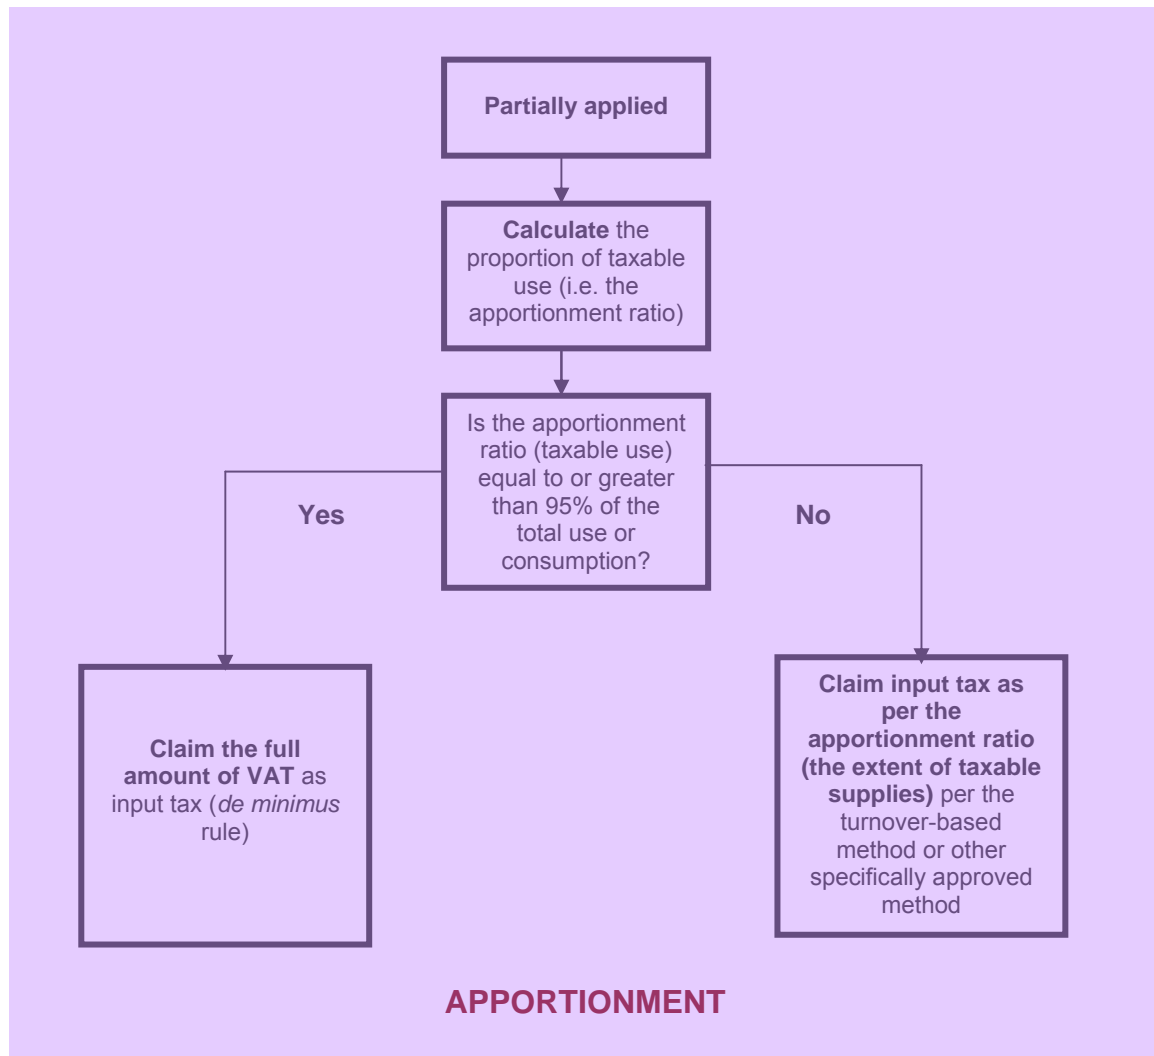 Partially applied
Calculate the
proportion of taxable
use (i.e. the
apportionment ratio)
Is the apportionment
ratio (taxable use)
equal to or greater
than 95% of the
total use or
consumption?
Yes
No
Claim the full
amount of VAT as
input tax (de minimus
rule)
Claim input tax as
per the
apportionment ratio
(the extent of taxable
supplies) per the
turnover-based
method or other
specifically approved
method
APPORTIONMENT